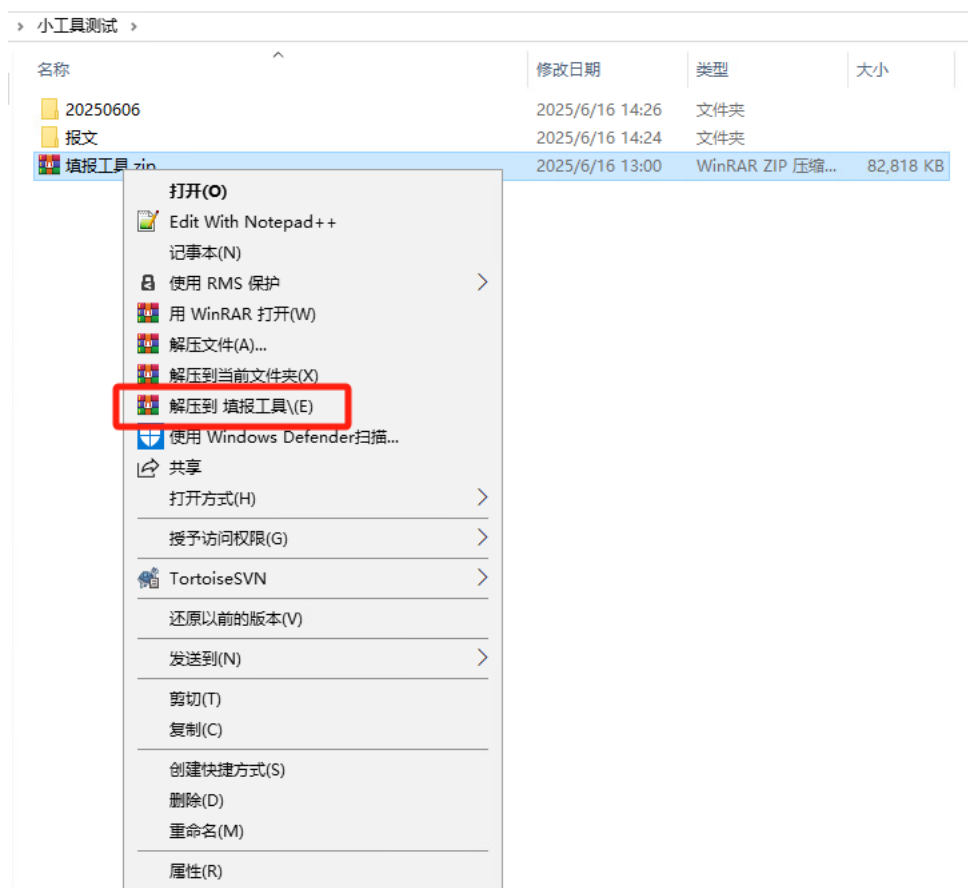 小工具测试
名称 修改日期 类型 大小
20250606 2025/6/16 14:26 文件夹
报文 2025/6/16 14:24 文件夹
填报工具.zip 2025/6/16 13:00 WinRAR ZIP 压缩... 82,818 KB
打开(O)
Edit With Notepad++
记事本(N)
使用 RMS 保护
用 WinRAR 打开(W)
解压文件(A)...
解压到当前文件夹(X)
解压到 填报工具\(E)
使用 Windows Defender扫描...
共享
打开方式(H)
授予访问权限(G)
TortoiseSVN
还原以前的版本(V)
发送到(N)
剪切(T)
复制(C)
创建快捷方式(S)
删除(D)
重命名(M)
属性(R)